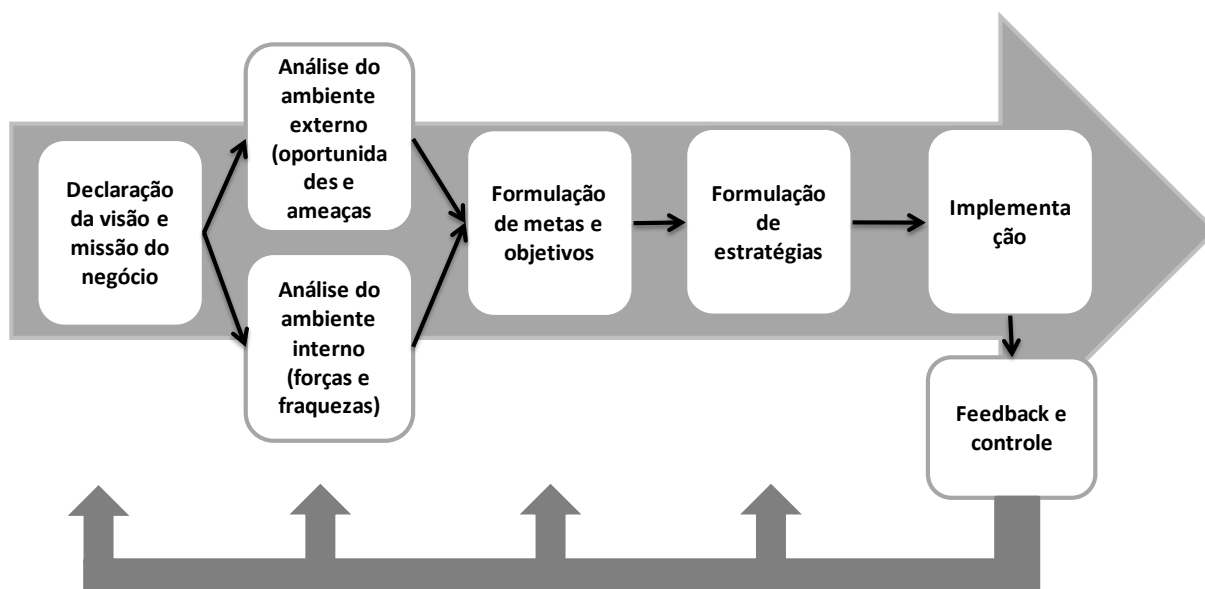 Declaração
da visão e
missão do
negócio
Análise do
ambiente
externo
(oportunida
des e
ameaças
Análise do
ambiente
interno
(forças e
fraquezas)
Formulação
de metas e
objetivos
Formulação
de
estratégias
Implementa
ção
Feedback e
controle